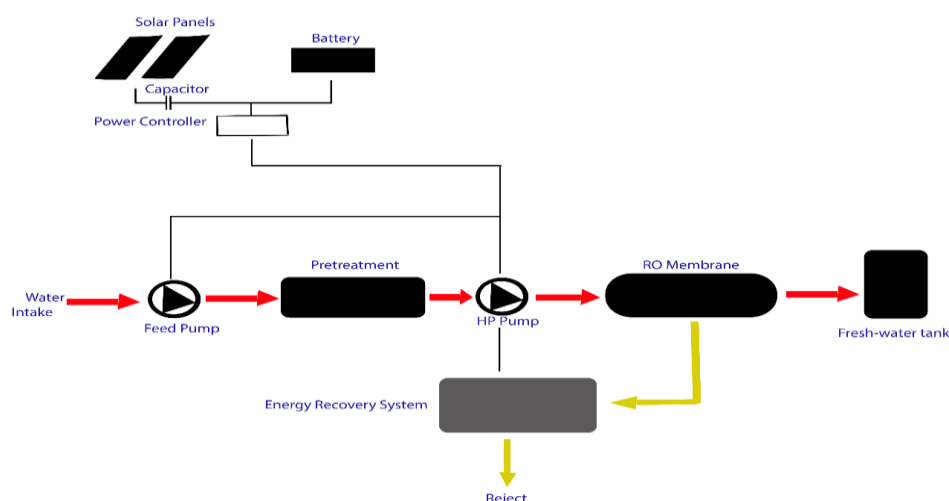 Solar Panels
Battery
Capacitor
Power Controller
Pretreatment
RO Membrane
Water
Intake
Feed Pump
HP Pump
Fresh-water tank
Energy Recovery System
Reject